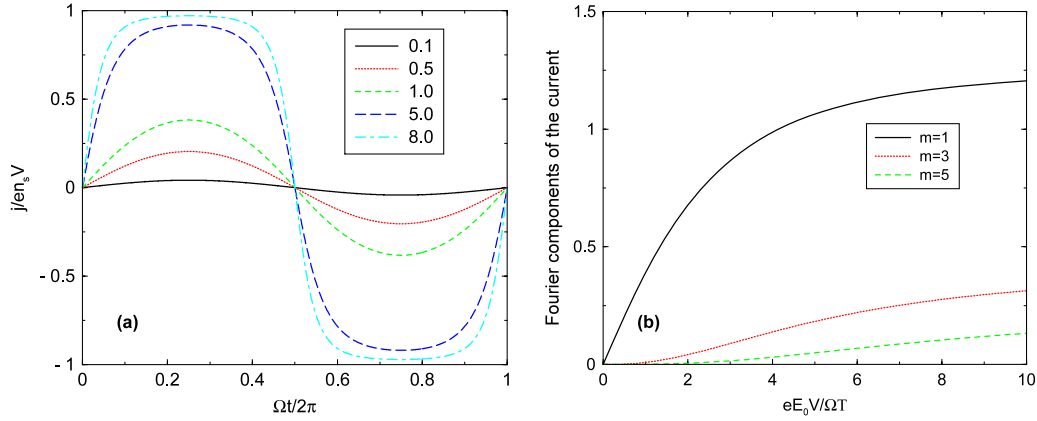 1
0.5
0
- 0.5
- 1
j/en_sV
0.1
0.5
1.0
5.0
8.0
(a)
0 0.2 0.4 0.6 0.8 1
Ωt/2π
1.5
1
0.5
0
Fourier components of the current
m=1
m=3
m=5
(b)
0 2 4 6 8 10
eE_0V/ΩT